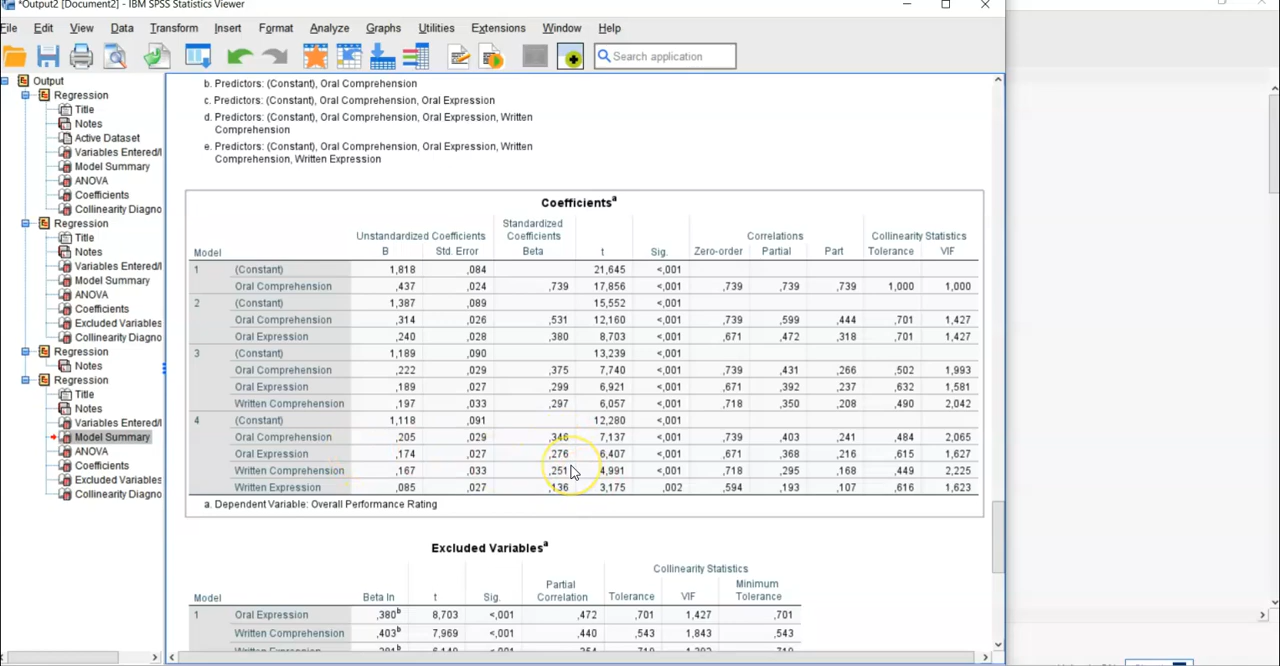 *Output2 [Document2] - IBM SPSS Statistics Viewer
File Edit View Data Transform Insert Format Analyze Graphs Utilities Extensions Window Help
Search application
Output
Regression
Title
Notes
Active Dataset
Variables Entered/
Model Summary
ANOVA
Coefficients
Collinearity Diagno
Regression
Title
Notes
Variables Entered/
Model Summary
ANOVA
Coefficients
Excluded Variables
Collinearity Diagno
Regression
Notes
Regression
Title
Notes
Variables Entered/
Model Summary
ANOVA
Coefficients
Excluded Variables
Collinearity Diagno
b. Predictors: (Constant), Oral Comprehension
c. Predictors: (Constant), Oral Comprehension, Oral Expression
d. Predictors: (Constant), Oral Comprehension, Oral Expression, Written
Comprehension
e. Predictors: (Constant), Oral Comprehension, Oral Expression, Written
Comprehension, Written Expression
Coefficientsa
Unstandardized Coefficients Standardized Coefficients Correlations Collinearity Statistics
Model B Std. Error Beta t Sig. Zero-order Partial Part Tolerance VIF
1 (Constant) 1,818 ,084 21,645 <,001
Oral Comprehension ,437 ,024 ,739 17,856 <,001 ,739 ,739 ,739 1,000 1,000
2 (Constant) 1,387 ,089 15,552 <,001
Oral Comprehension ,314 ,026 ,531 12,160 <,001 ,739 ,599 ,444 ,701 1,427
Oral Expression ,240 ,028 ,380 8,703 <,001 ,671 ,472 ,318 ,701 1,427
3 (Constant) 1,189 ,090 13,239 <,001
Oral Comprehension ,222 ,029 ,375 7,740 <,001 ,739 ,431 ,266 ,502 1,993
Oral Expression ,189 ,027 ,299 6,921 <,001 ,671 ,392 ,237 ,632 1,581
Written Comprehension ,197 ,033 ,297 6,057 <,001 ,718 ,350 ,208 ,490 2,042
4 (Constant) 1,118 ,091 12,280 <,001
Oral Comprehension ,205 ,029 ,346 7,137 <,001 ,739 ,403 ,241 ,484 2,065
Oral Expression ,174 ,027 ,276 6,407 <,001 ,671 ,368 ,216 ,615 1,627
Written Comprehension ,167 ,033 ,251 4,991 <,001 ,718 ,295 ,168 ,449 2,225
Written Expression ,085 ,027 ,136 3,175 ,002 ,594 ,193 ,107 ,616 1,623
a. Dependent Variable: Overall Performance Rating
Excluded Variablesa
Collinearity Statistics
Model Beta In t Sig. Partial Correlation Tolerance VIF Minimum Tolerance
1 Oral Expression ,380b 8,703 <,001 ,472 ,701 1,427 ,701
Written Comprehension ,403b 7,969 <,001 ,440 ,543 1,843 ,543